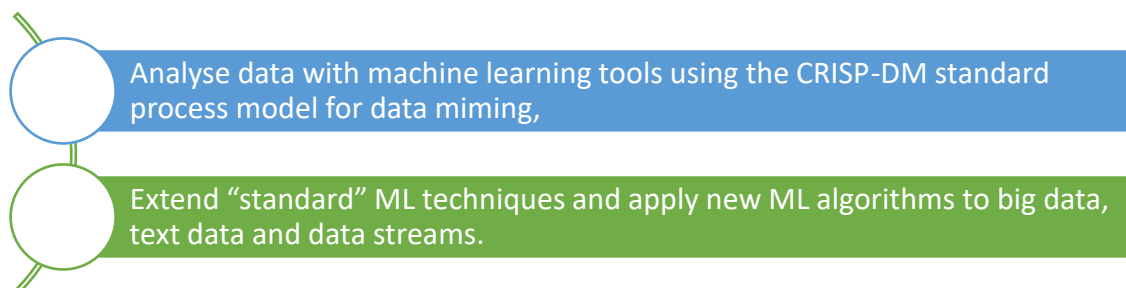 Analyse data with machine learning tools using the CRISP-DM standard
process model for data miming,
Extend “standard” ML techniques and apply new ML algorithms to big data,
text data and data streams.